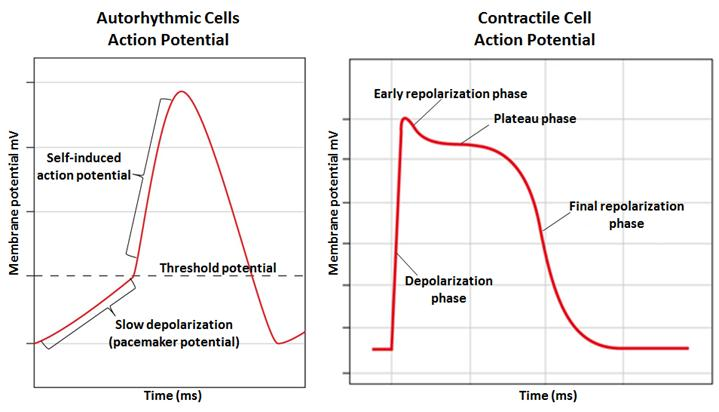 Autorhythmic Cells
Action Potential
Membrane potential mV
Self-induced
action potential
Threshold potential
Slow depolarization
(pacemaker potential)
Time (ms)
Contractile Cell
Action Potential
Membrane potential mV
Early repolarization phase
Plateau phase
Final repolarization
phase
Depolarization
phase
Time (ms)